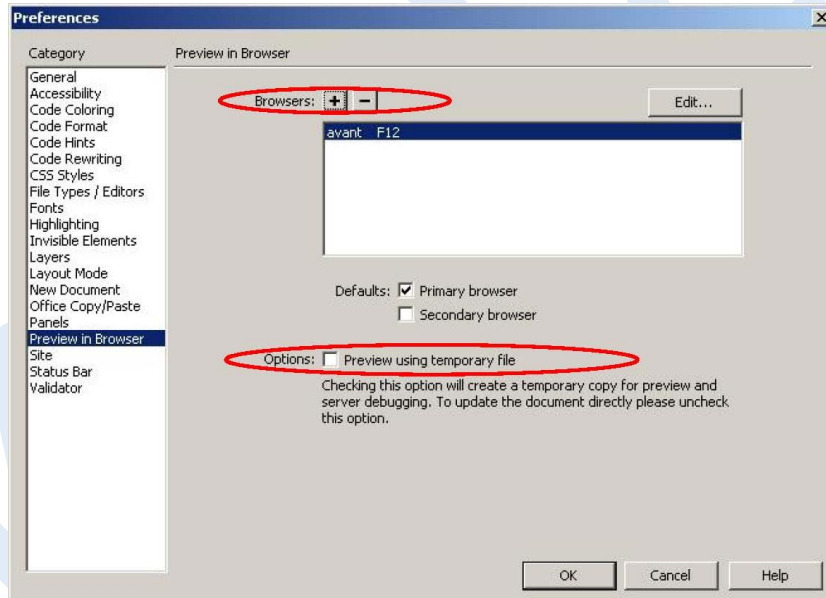 Preferences
Category
Preview in Browser
General
Accessibility
Code Coloring
Code Format
Code Hints
Code Rewriting
CSS Styles
File Types / Editors
Fonts
Highlighting
Invisible Elements
Layers
Layout Mode
New Document
Office Copy/Paste
Panels
Preview in Browser
Site
Status Bar
Validator
Browsers: + −
Edit...
avant F12
Defaults: Primary browser
Secondary browser
Options: Preview using temporary file
Checking this option will create a temporary copy for preview and
server debugging. To update the document directly please uncheck
this option.
OK Cancel Help